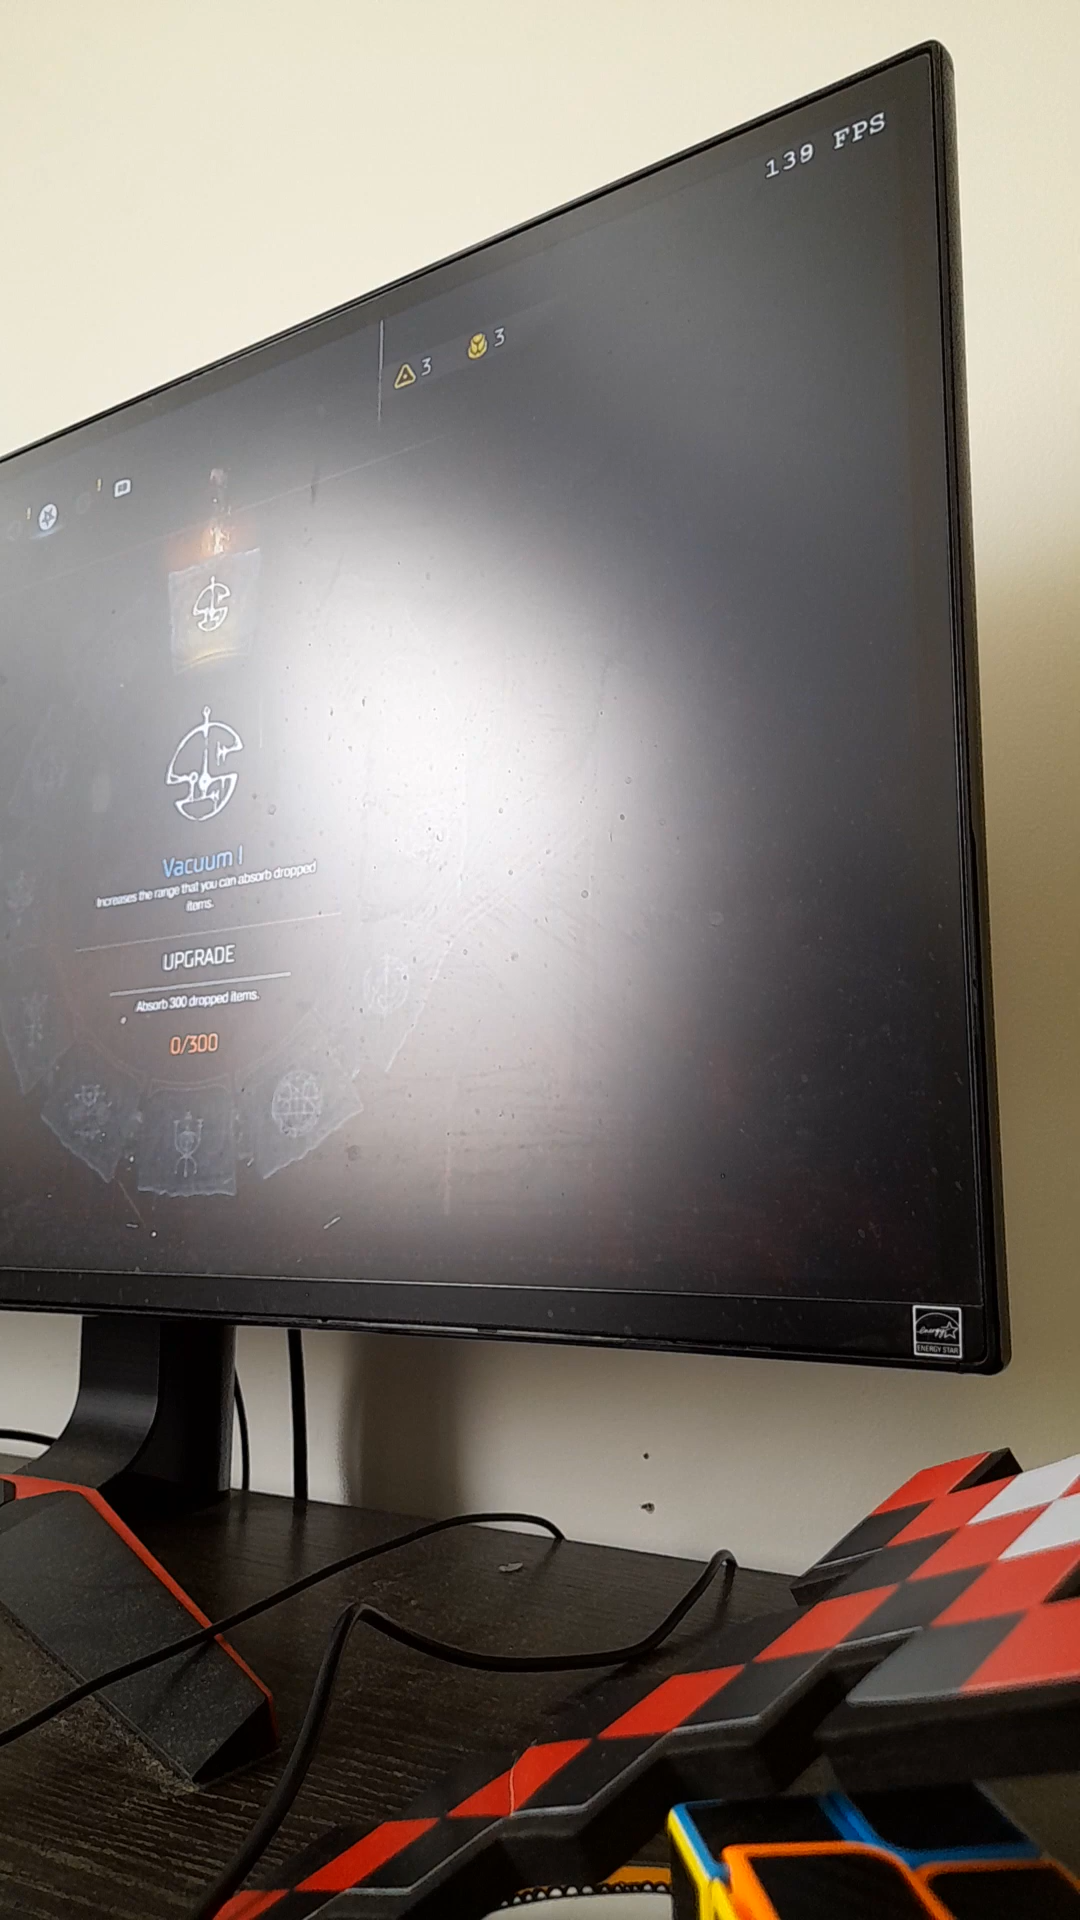 139 FPS
3 3
Vacuum I
Increases the range that you can absorb dropped
items.
UPGRADE
Absorb 300 dropped items.
0/300
energy
ENERGY STAR